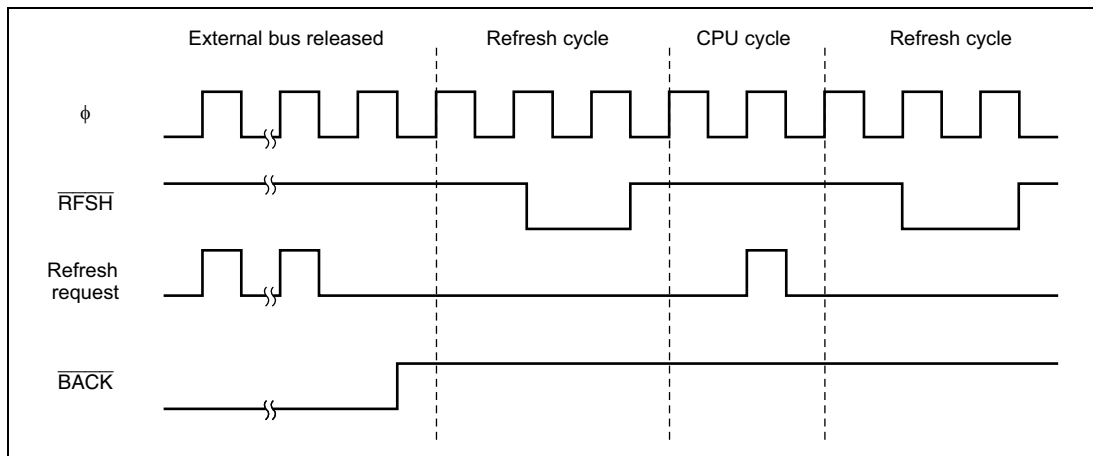 External bus released Refresh cycle CPU cycle Refresh cycle
ϕ
RFSH
Refresh
request
BACK